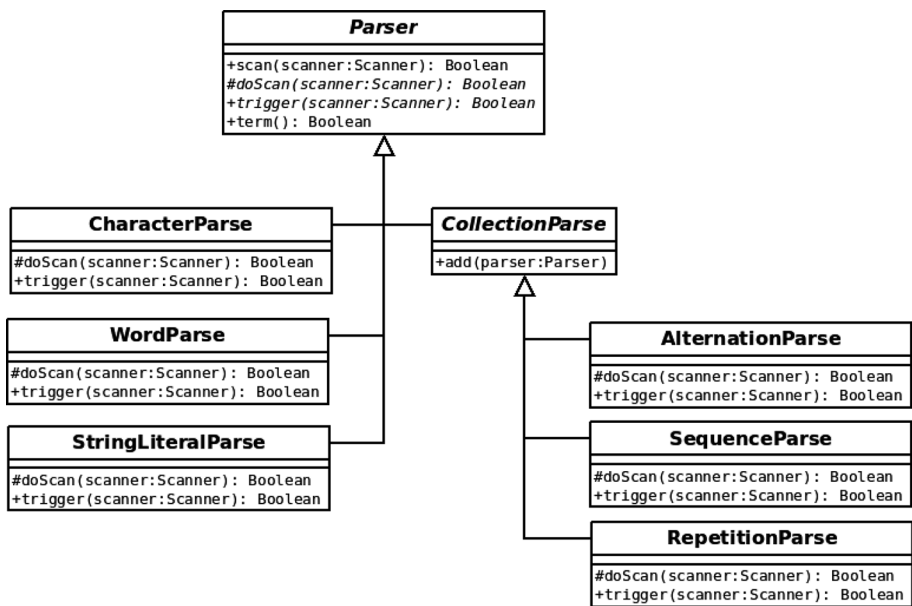 Parser
+scan(scanner:Scanner): Boolean
#doScan(scanner:Scanner): Boolean
+trigger(scanner:Scanner): Boolean
+term(): Boolean
CharacterParse
#doScan(scanner:Scanner): Boolean
+trigger(scanner:Scanner): Boolean
CollectionParse
+add(parser:Parser)
WordParse
#doScan(scanner:Scanner): Boolean
+trigger(scanner:Scanner): Boolean
AlternationParse
#doScan(scanner:Scanner): Boolean
+trigger(scanner:Scanner): Boolean
StringLiteralParse
#doScan(scanner:Scanner): Boolean
+trigger(scanner:Scanner): Boolean
SequenceParse
#doScan(scanner:Scanner): Boolean
+trigger(scanner:Scanner): Boolean
RepetitionParse
#doScan(scanner:Scanner): Boolean
+trigger(scanner:Scanner): Boolean